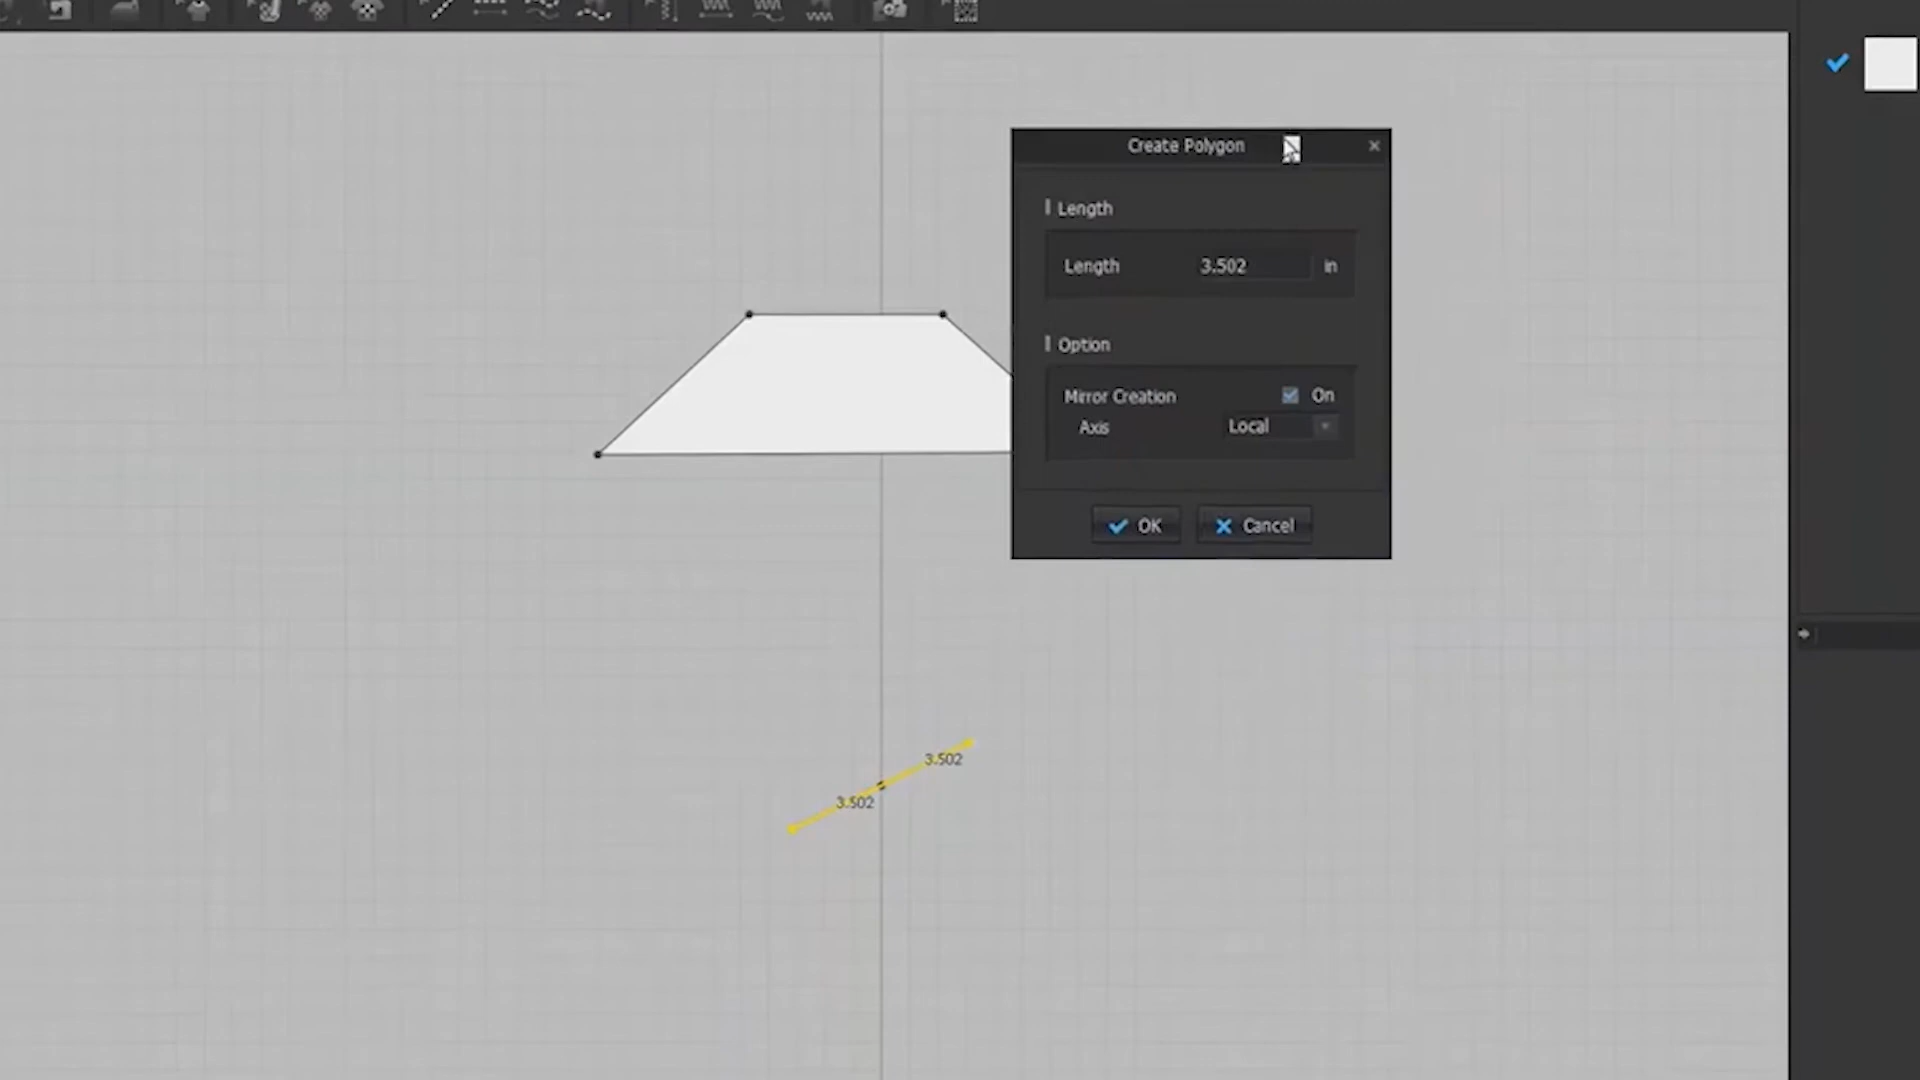 Create Polygon
Length
Length 3.502 in
Option
Mirror Creation On
Axis Local
OK Cancel
3.502
3.502